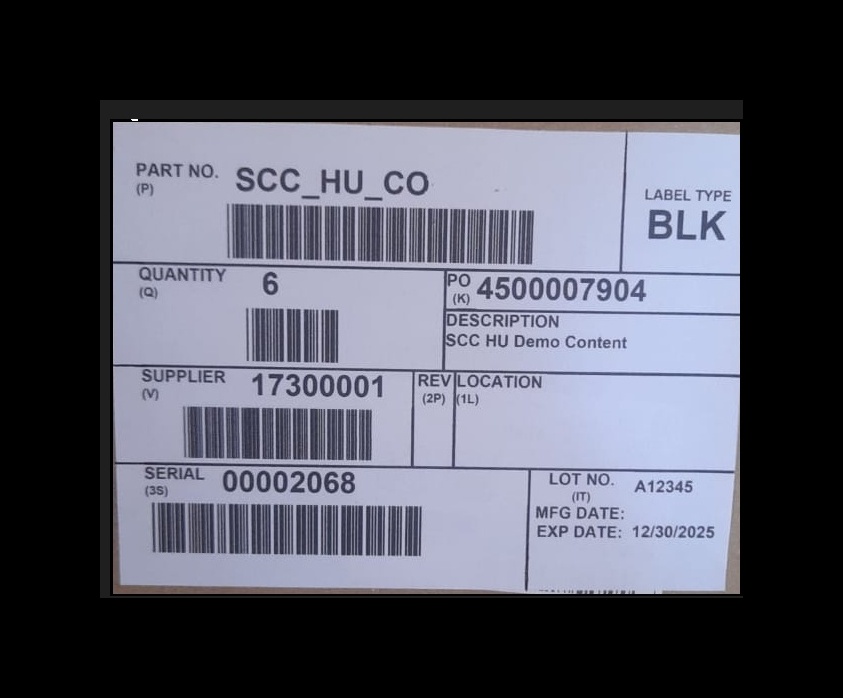 PART NO. SCC_HU_CO
(P)
LABEL TYPE
BLK
QUANTITY 6
(Q)
PO 4500007904
(K)
DESCRIPTION
SCC HU Demo Content
SUPPLIER 17300001
(V)
REV
(2P)
LOCATION
(1L)
SERIAL 00002068
(3S)
LOT NO. A12345
(IT)
MFG DATE:
EXP DATE: 12/30/2025